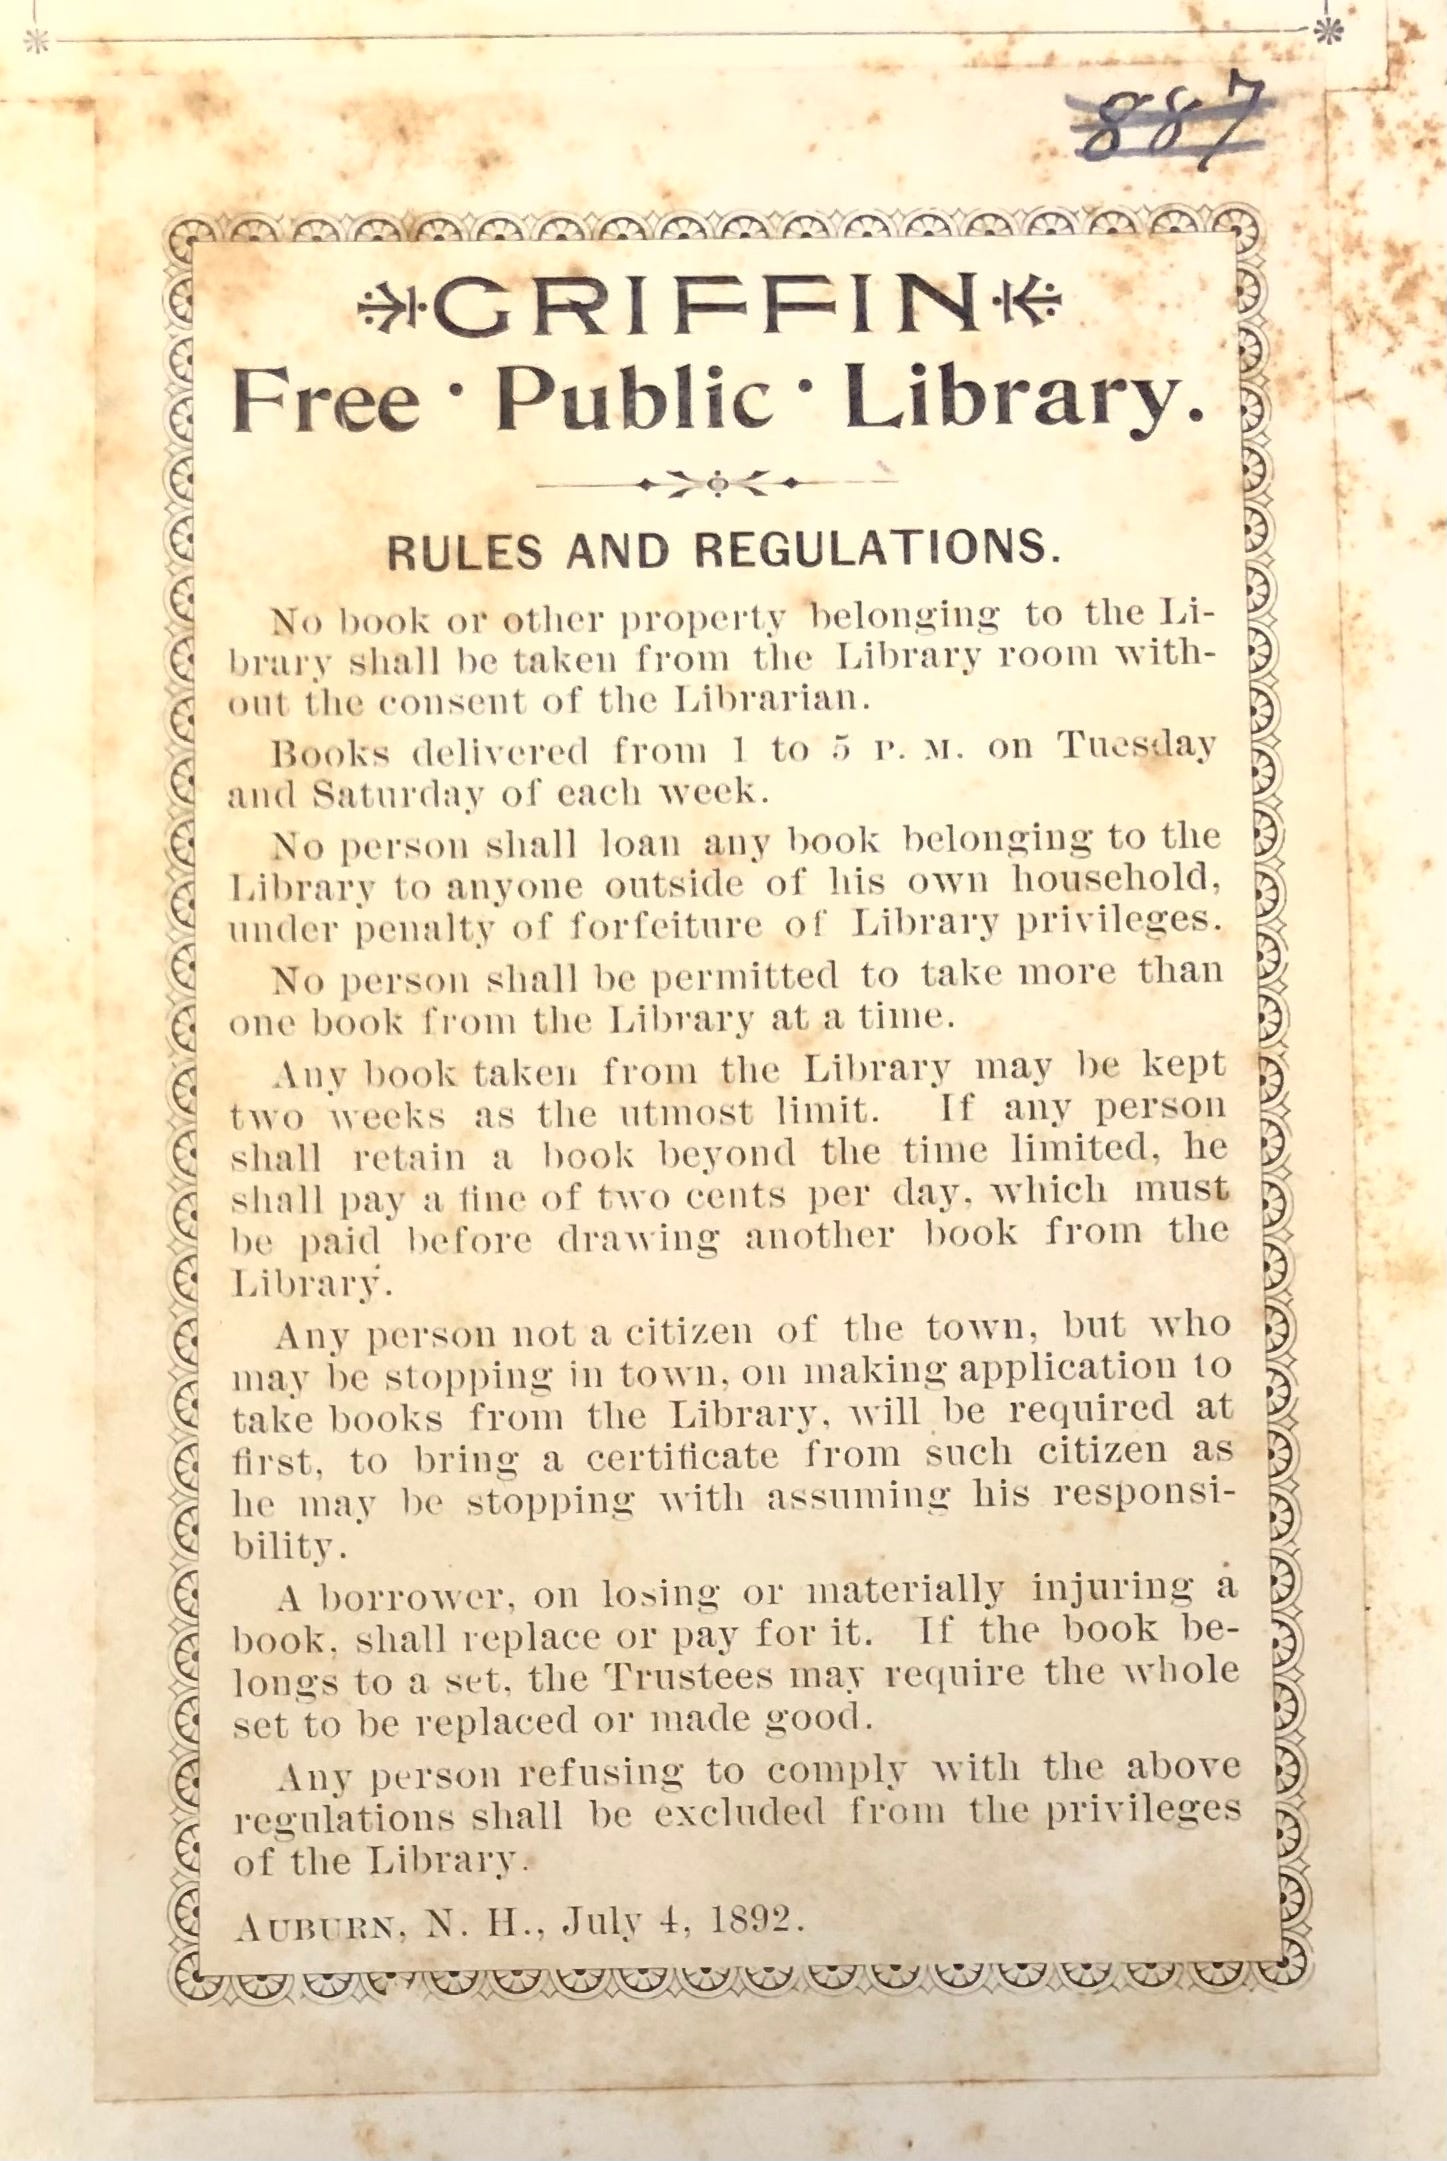 887
GRIFFIN
Free · Public · Library.
RULES AND REGULATIONS.
No book or other property belonging to the Li-
brary shall be taken from the Library room with-
out the consent of the Librarian.
Books delivered from 1 to 5 P. M. on Tuesday
and Saturday of each week.
No person shall loan any book belonging to the
Library to anyone outside of his own household,
under penalty of forfeiture of Library privileges.
No person shall be permitted to take more than
one book from the Library at a time.
Any book taken from the Library may be kept
two weeks as the utmost limit. If any person
shall retain a book beyond the time limited, he
shall pay a fine of two cents per day, which must
be paid before drawing another book from the
Library.
Any person not a citizen of the town, but who
may be stopping in town, on making application to
take books from the Library, will be required at
first, to bring a certificate from such citizen as
he may be stopping with assuming his responsi-
bility.
A borrower, on losing or materially injuring a
book, shall replace or pay for it. If the book be-
longs to a set, the Trustees may require the whole
set to be replaced or made good.
Any person refusing to comply with the above
regulations shall be excluded from the privileges
of the Library.
AUBURN, N. H., July 4, 1892.